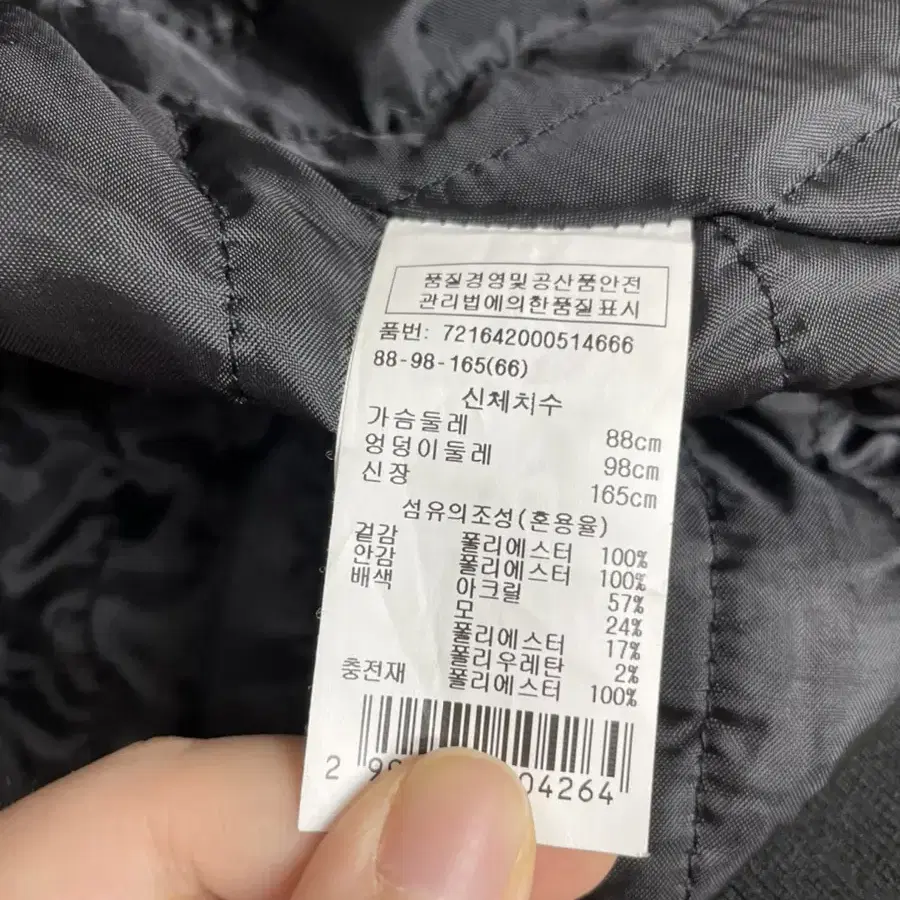 품질경영및공산품안전
관리법에의한품질표시
품번: 721642000514666
88-98-165(66)
신체치수
가슴둘레 88cm
엉덩이둘레 98cm
신장 165cm
섬유의조성(혼용율)
겉감 폴리에스터 100%
안감 폴리에스터 100%
배색 아크릴 57%
모 24%
폴리에스터 17%
폴리우레탄 2%
충전재 폴리에스터 100%
2 04264